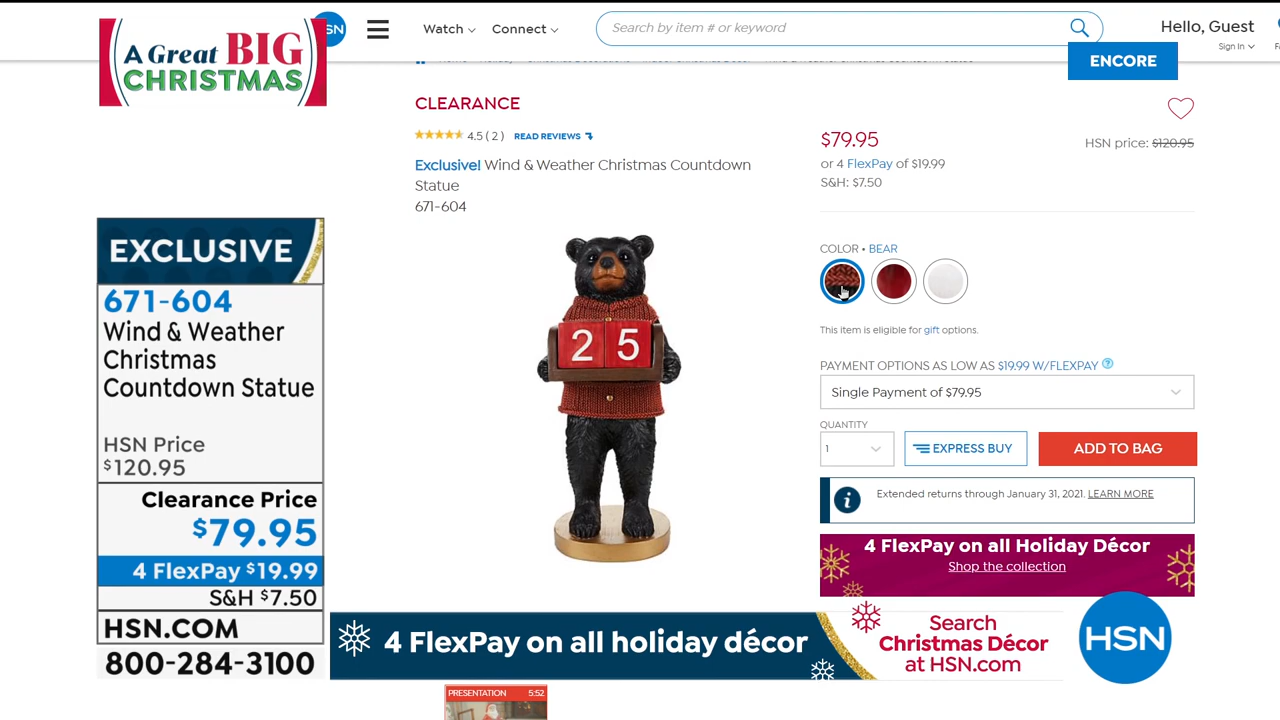 A Great BIG
CHRISTMAS
Watch
Connect
Search by item # or keyword
Hello, Guest
Sign In
ENCORE
CLEARANCE
4.5 ( 2 ) READ REVIEWS
Exclusive! Wind & Weather Christmas Countdown
Statue
671-604
25
$79.95
HSN price: $120.95
or 4 FlexPay of $19.99
S&H: $7.50
COLOR • BEAR
This item is eligible for gift options.
PAYMENT OPTIONS AS LOW AS $19.99 W/FLEXPAY ?
Single Payment of $79.95
QUANTITY
1
EXPRESS BUY
ADD TO BAG
i Extended returns through January 31, 2021. LEARN MORE
4 FlexPay on all Holiday Décor
Shop the collection
EXCLUSIVE
671-604
Wind & Weather
Christmas
Countdown Statue
HSN Price
$120.95
Clearance Price
$79.95
4 FlexPay $19.99
S&H $7.50
HSN.COM
800-284-3100
4 FlexPay on all holiday décor
Search
Christmas Décor
at HSN.com
HSN
PRESENTATION 5:52